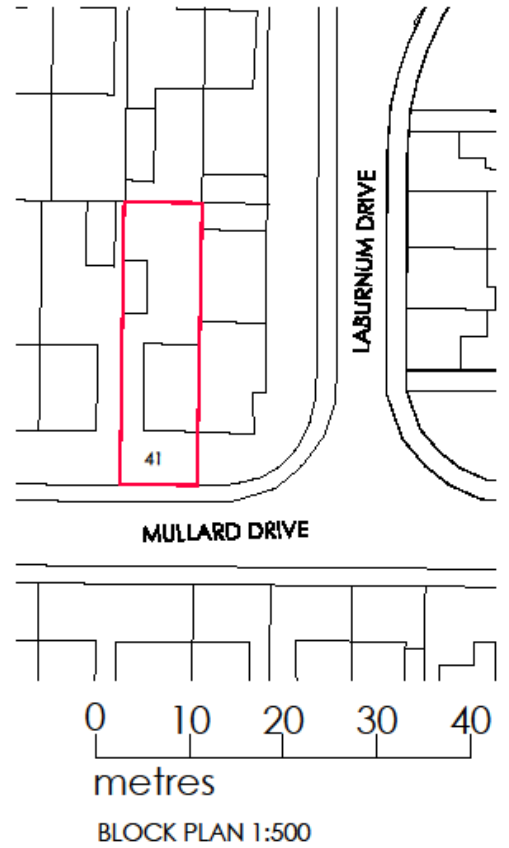 LABURNUM DRIVE
41
MULLARD DRIVE
0 10 20 30 40
metres
BLOCK PLAN 1:500